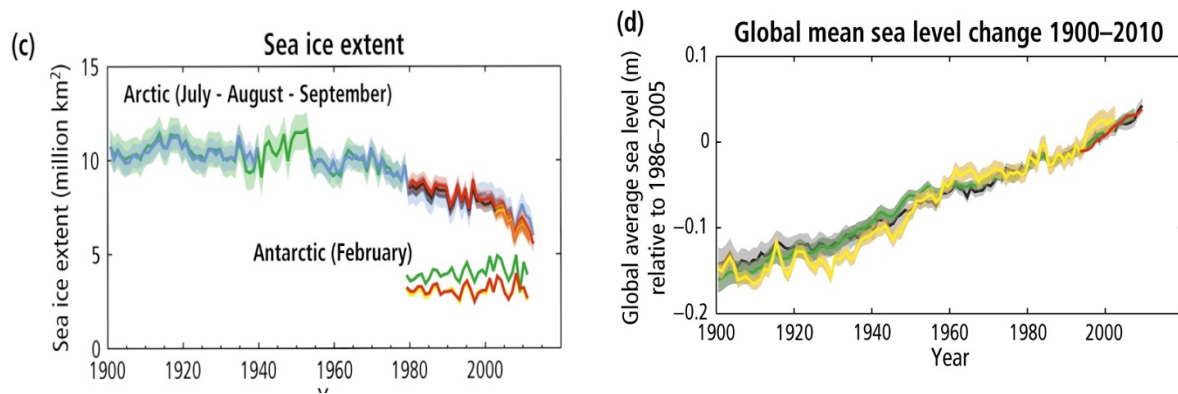 (c)
Sea ice extent
Sea ice extent (million km²)
15
10
5
0
Arctic (July - August - September)
Antarctic (February)
1900 1920 1940 1960 1980 2000
(d)
Global mean sea level change 1900–2010
Global average sea level (m)
relative to 1986–2005
0.1
0
−0.1
−0.2
1900 1920 1940 1960 1980 2000
Year